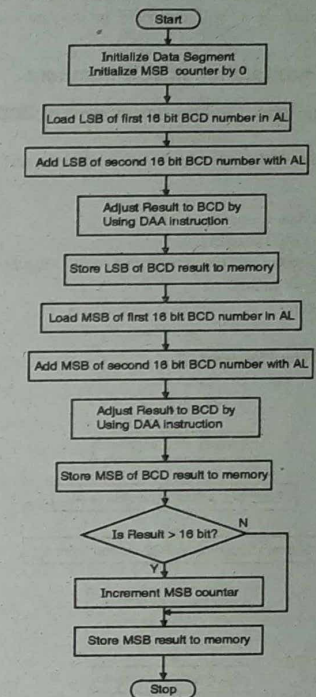 Start
Initialize Data Segment
Initialize MSB counter by 0
Load LSB of first 16 bit BCD number in AL
Add LSB of second 16 bit BCD number with AL
Adjust Result to BCD by
Using DAA instruction
Store LSB of BCD result to memory
Load MSB of first 16 bit BCD number in AL
Add MSB of second 16 bit BCD number with AL
Adjust Result to BCD by
Using DAA instruction
Store MSB of BCD result to memory
Is Result > 16 bit?
N
Y
Increment MSB counter
Store MSB result to memory
Stop